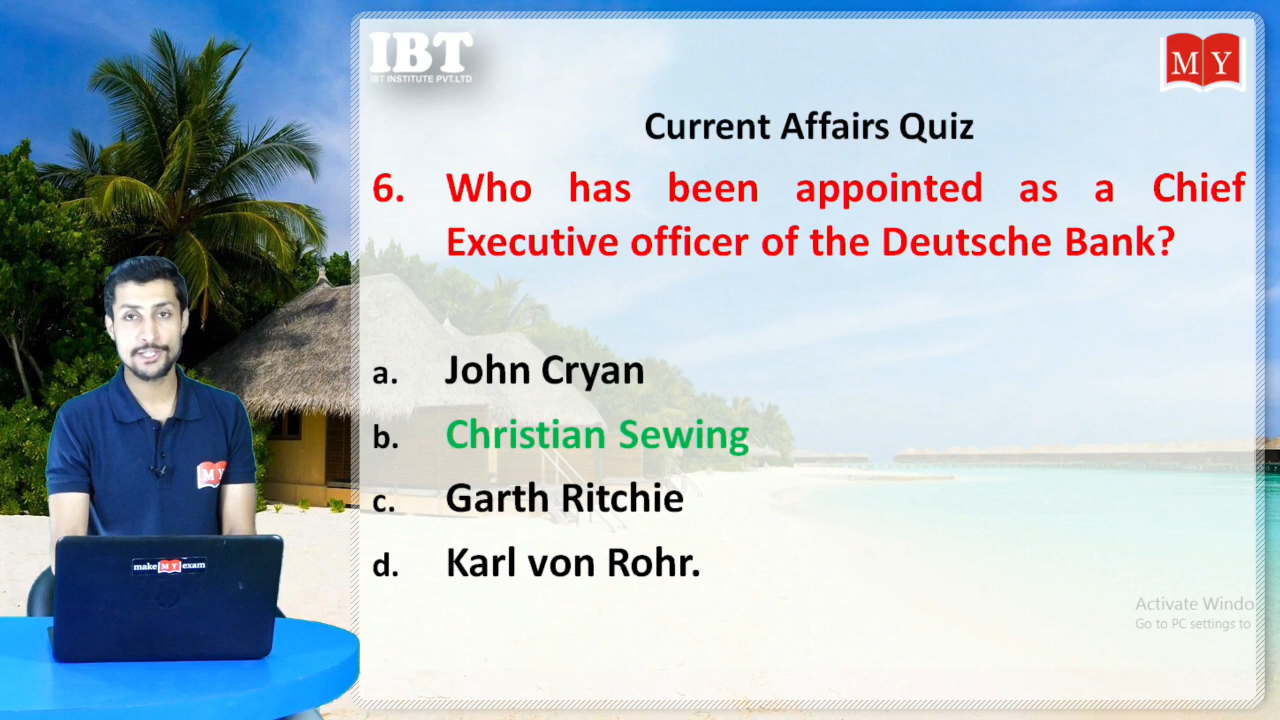 IBT
IBT INSTITUTE PVT.LTD
M Y
Current Affairs Quiz
6. Who has been appointed as a Chief
Executive officer of the Deutsche Bank?
a. John Cryan
b. Christian Sewing
c. Garth Ritchie
d. Karl von Rohr.
M Y
make M Y exam
Activate Windo
Go to PC settings to